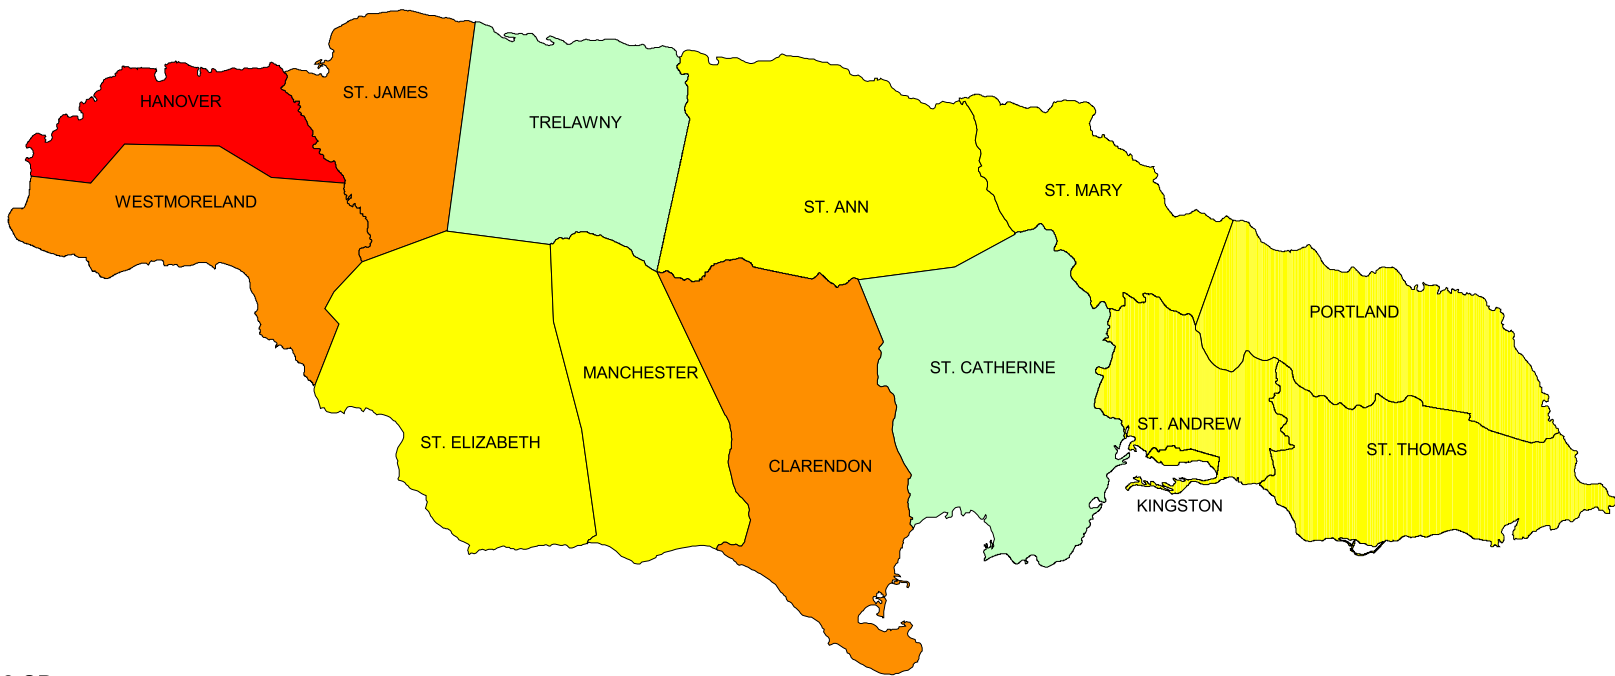 HANOVER
ST. JAMES
TRELAWNY
WESTMORELAND
ST. ANN
ST. MARY
PORTLAND
MANCHESTER
ST. CATHERINE
ST. ELIZABETH
CLARENDON
ST. ANDREW
ST. THOMAS
KINGSTON